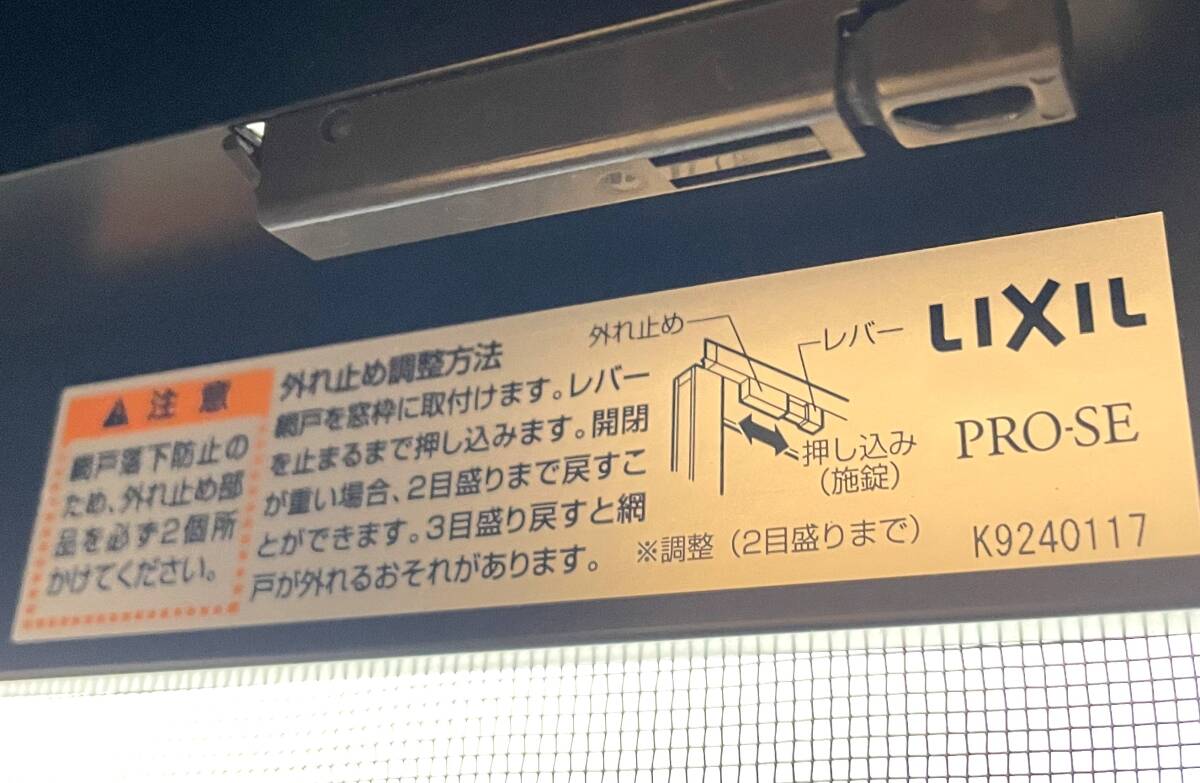 ⚠ 注意
網戸落下防止の
ため、外れ止め部
品を必ず2個所
かけてください。
外れ止め調整方法
網戸を窓枠に取付けます。レバー
を止まるまで押し込みます。開閉
が重い場合、2目盛りまで戻すこ
とができます。3目盛り戻すと網
戸が外れるおそれがあります。
外れ止め
レバー
押し込み
(施錠)
※調整(2目盛りまで)
LIXIL
PRO-SE
K9240117